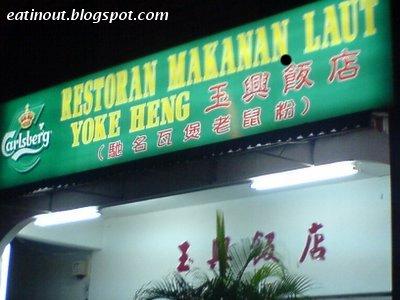 eatinout.blogspot.com
Carlsberg
RESTORAN MAKANAN LAUT
YOKE HENG 玉興飯店
(馳名瓦煲老鼠粉)
玉興飯店